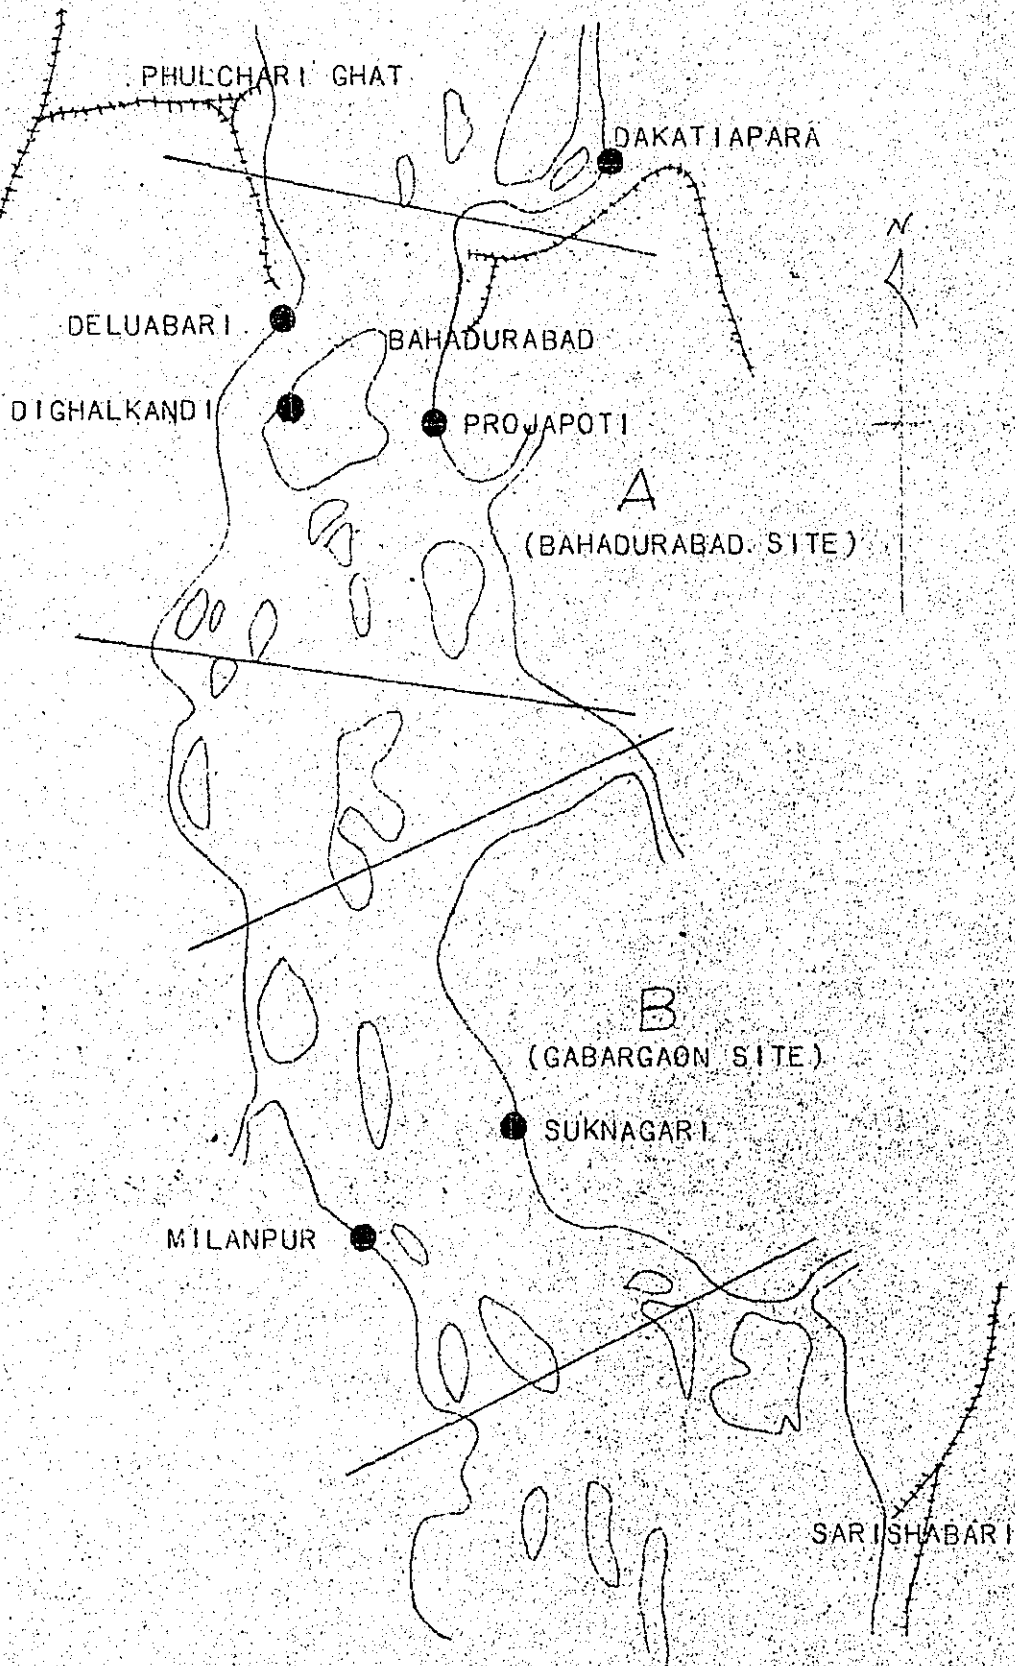 PHULCHARI GHAT
DAKATIAPARA
N
DELUABARI
BAHADURABAD
DIGHALKANDI
PROJAPOTI
A
(BAHADURABAD. SITE)
B
(GABARGAON SITE)
SUKNAGARI
MILANPUR
SARISHABARI